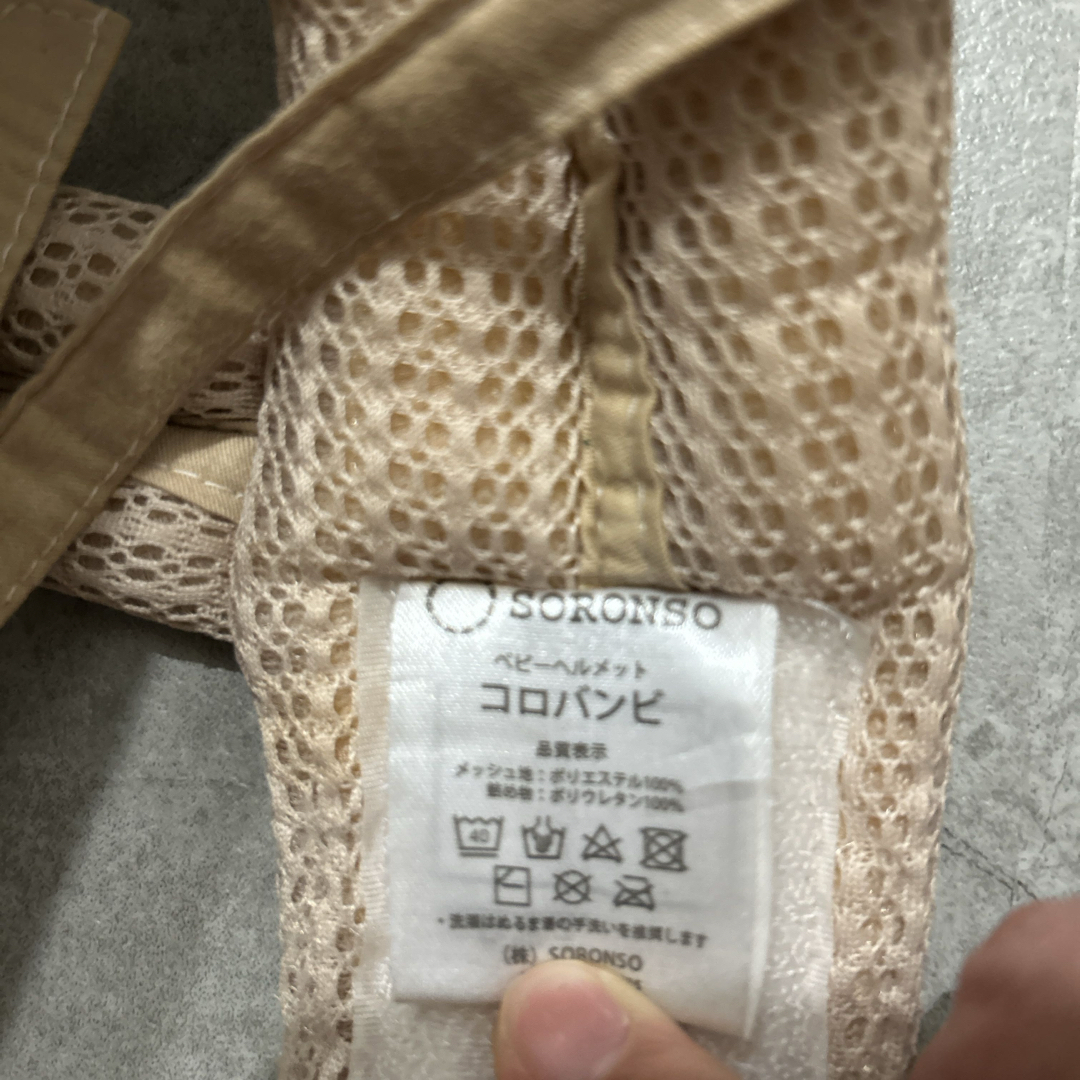 SORONSO
ベビーヘルメット
コロバンビ
品質表示
メッシュ地：ポリエステル100%
詰め物：ポリウレタン100%
40
・洗濯はぬるま湯の手洗いを推奨します
（株）SORONSO